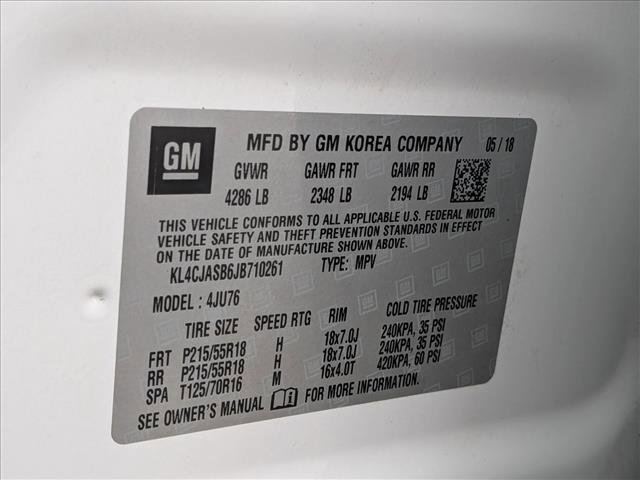 GM MFD BY GM KOREA COMPANY 05 / 18
GVWR GAWR FRT GAWR RR
4286 LB 2348 LB 2194 LB
THIS VEHICLE CONFORMS TO ALL APPLICABLE U.S. FEDERAL MOTOR
VEHICLE SAFETY AND THEFT PREVENTION STANDARDS IN EFFECT
ON THE DATE OF MANUFACTURE SHOWN ABOVE.
KL4CJASB6JB710261 TYPE: MPV
MODEL : 4JU76
TIRE SIZE SPEED RTG RIM COLD TIRE PRESSURE
FRT P215/55R18 H 18x7.0J 240KPA, 35 PSI
RR P215/55R18 H 18x7.0J 240KPA, 35 PSI
SPA T125/70R16 M 16x4.0T 420KPA, 60 PSI
SEE OWNER'S MANUAL FOR MORE INFORMATION.